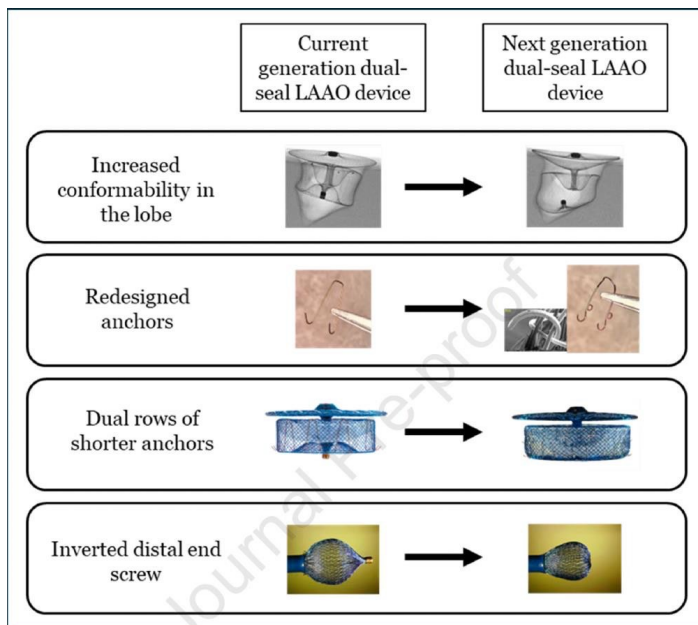 Current
generation dual-
seal LAAO device
Next generation
dual-seal LAAO
device
Increased
conformability in
the lobe
Redesigned
anchors
Dual rows of
shorter anchors
Inverted distal end
screw
Journal Pre-proof